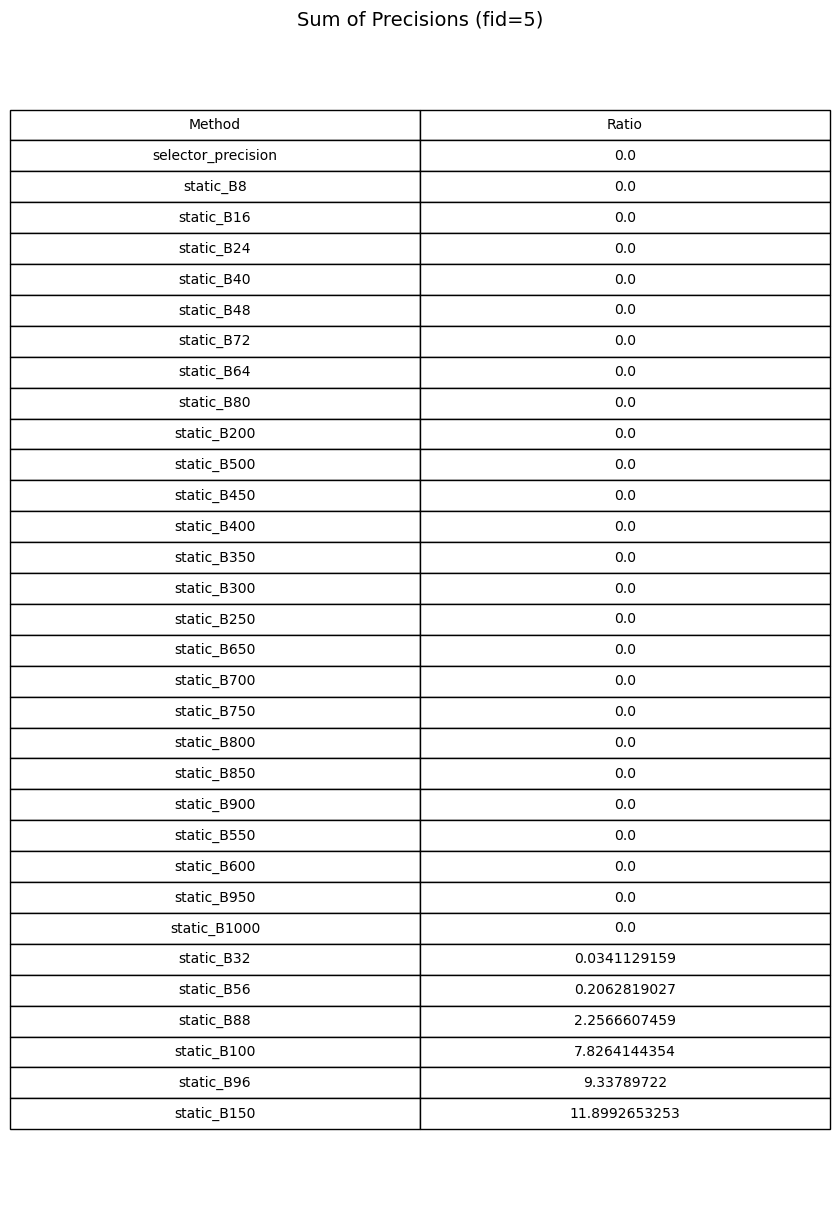 Sum of Precisions (fid=5)
Method Ratio
selector_precision 0.0
static_B8 0.0
static_B16 0.0
static_B24 0.0
static_B40 0.0
static_B48 0.0
static_B72 0.0
static_B64 0.0
static_B80 0.0
static_B200 0.0
static_B500 0.0
static_B450 0.0
static_B400 0.0
static_B350 0.0
static_B300 0.0
static_B250 0.0
static_B650 0.0
static_B700 0.0
static_B750 0.0
static_B800 0.0
static_B850 0.0
static_B900 0.0
static_B550 0.0
static_B600 0.0
static_B950 0.0
static_B1000 0.0
static_B32 0.0341129159
static_B56 0.2062819027
static_B88 2.2566607459
static_B100 7.8264144354
static_B96 9.33789722
static_B150 11.8992653253